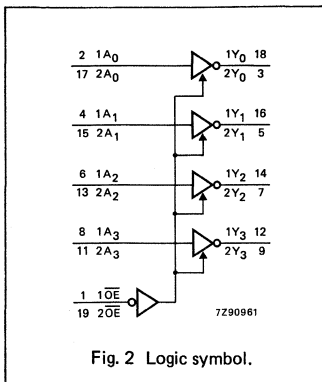 2 1A0 1Y0 18
17 2A0 2Y0 3
4 1A1 1Y1 16
15 2A1 2Y1 5
6 1A2 1Y2 14
13 2A2 2Y2 7
8 1A3 1Y3 12
11 2A3 2Y3 9
1 1O̅E̅
19 2O̅E̅
7Z90961
Fig. 2 Logic symbol.